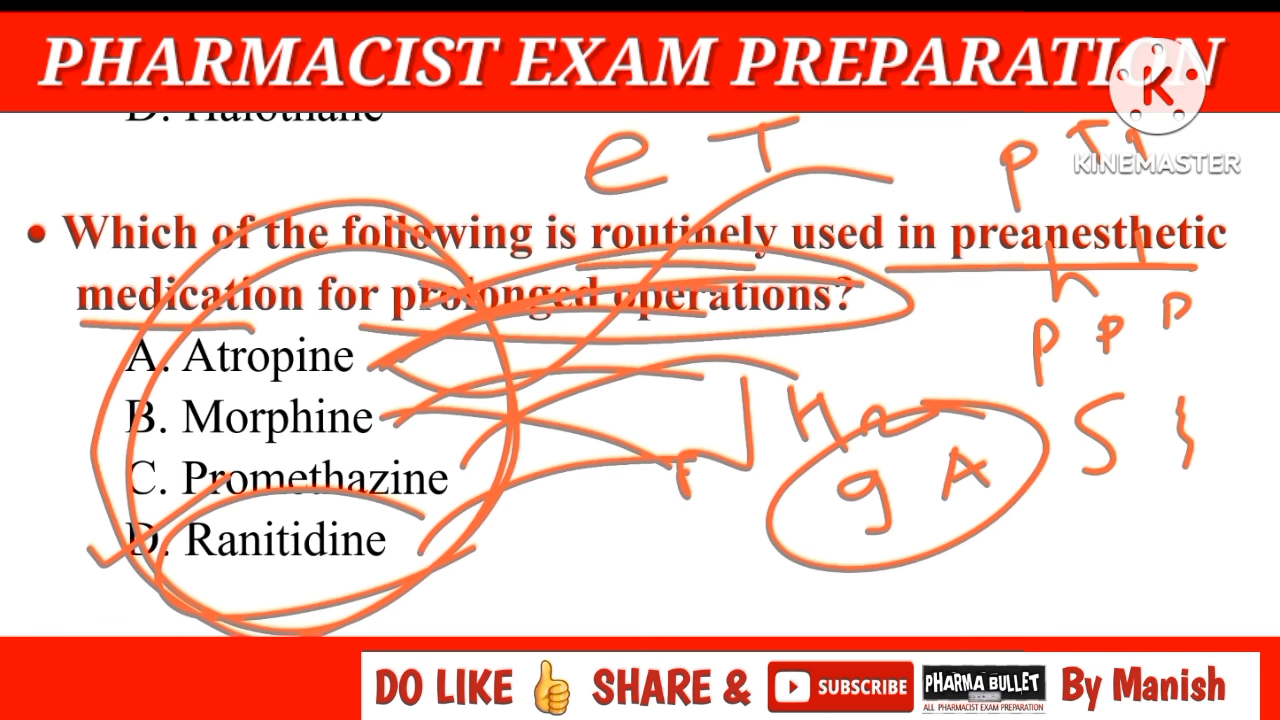 PHARMACIST EXAM PREPARATION
K
KINEMASTER
D. Halothane
e T
P
• Which of the following is routinely used in preanesthetic
medication for prolonged operations?
h
P P P
A. Atropine
B. Morphine
C. Promethazine
D. Ranitidine
9 A
S
DO LIKE 👍 SHARE & SUBSCRIBE PHARMA BULLET By Manish
ALL PHARMACIST EXAM PREPARATION